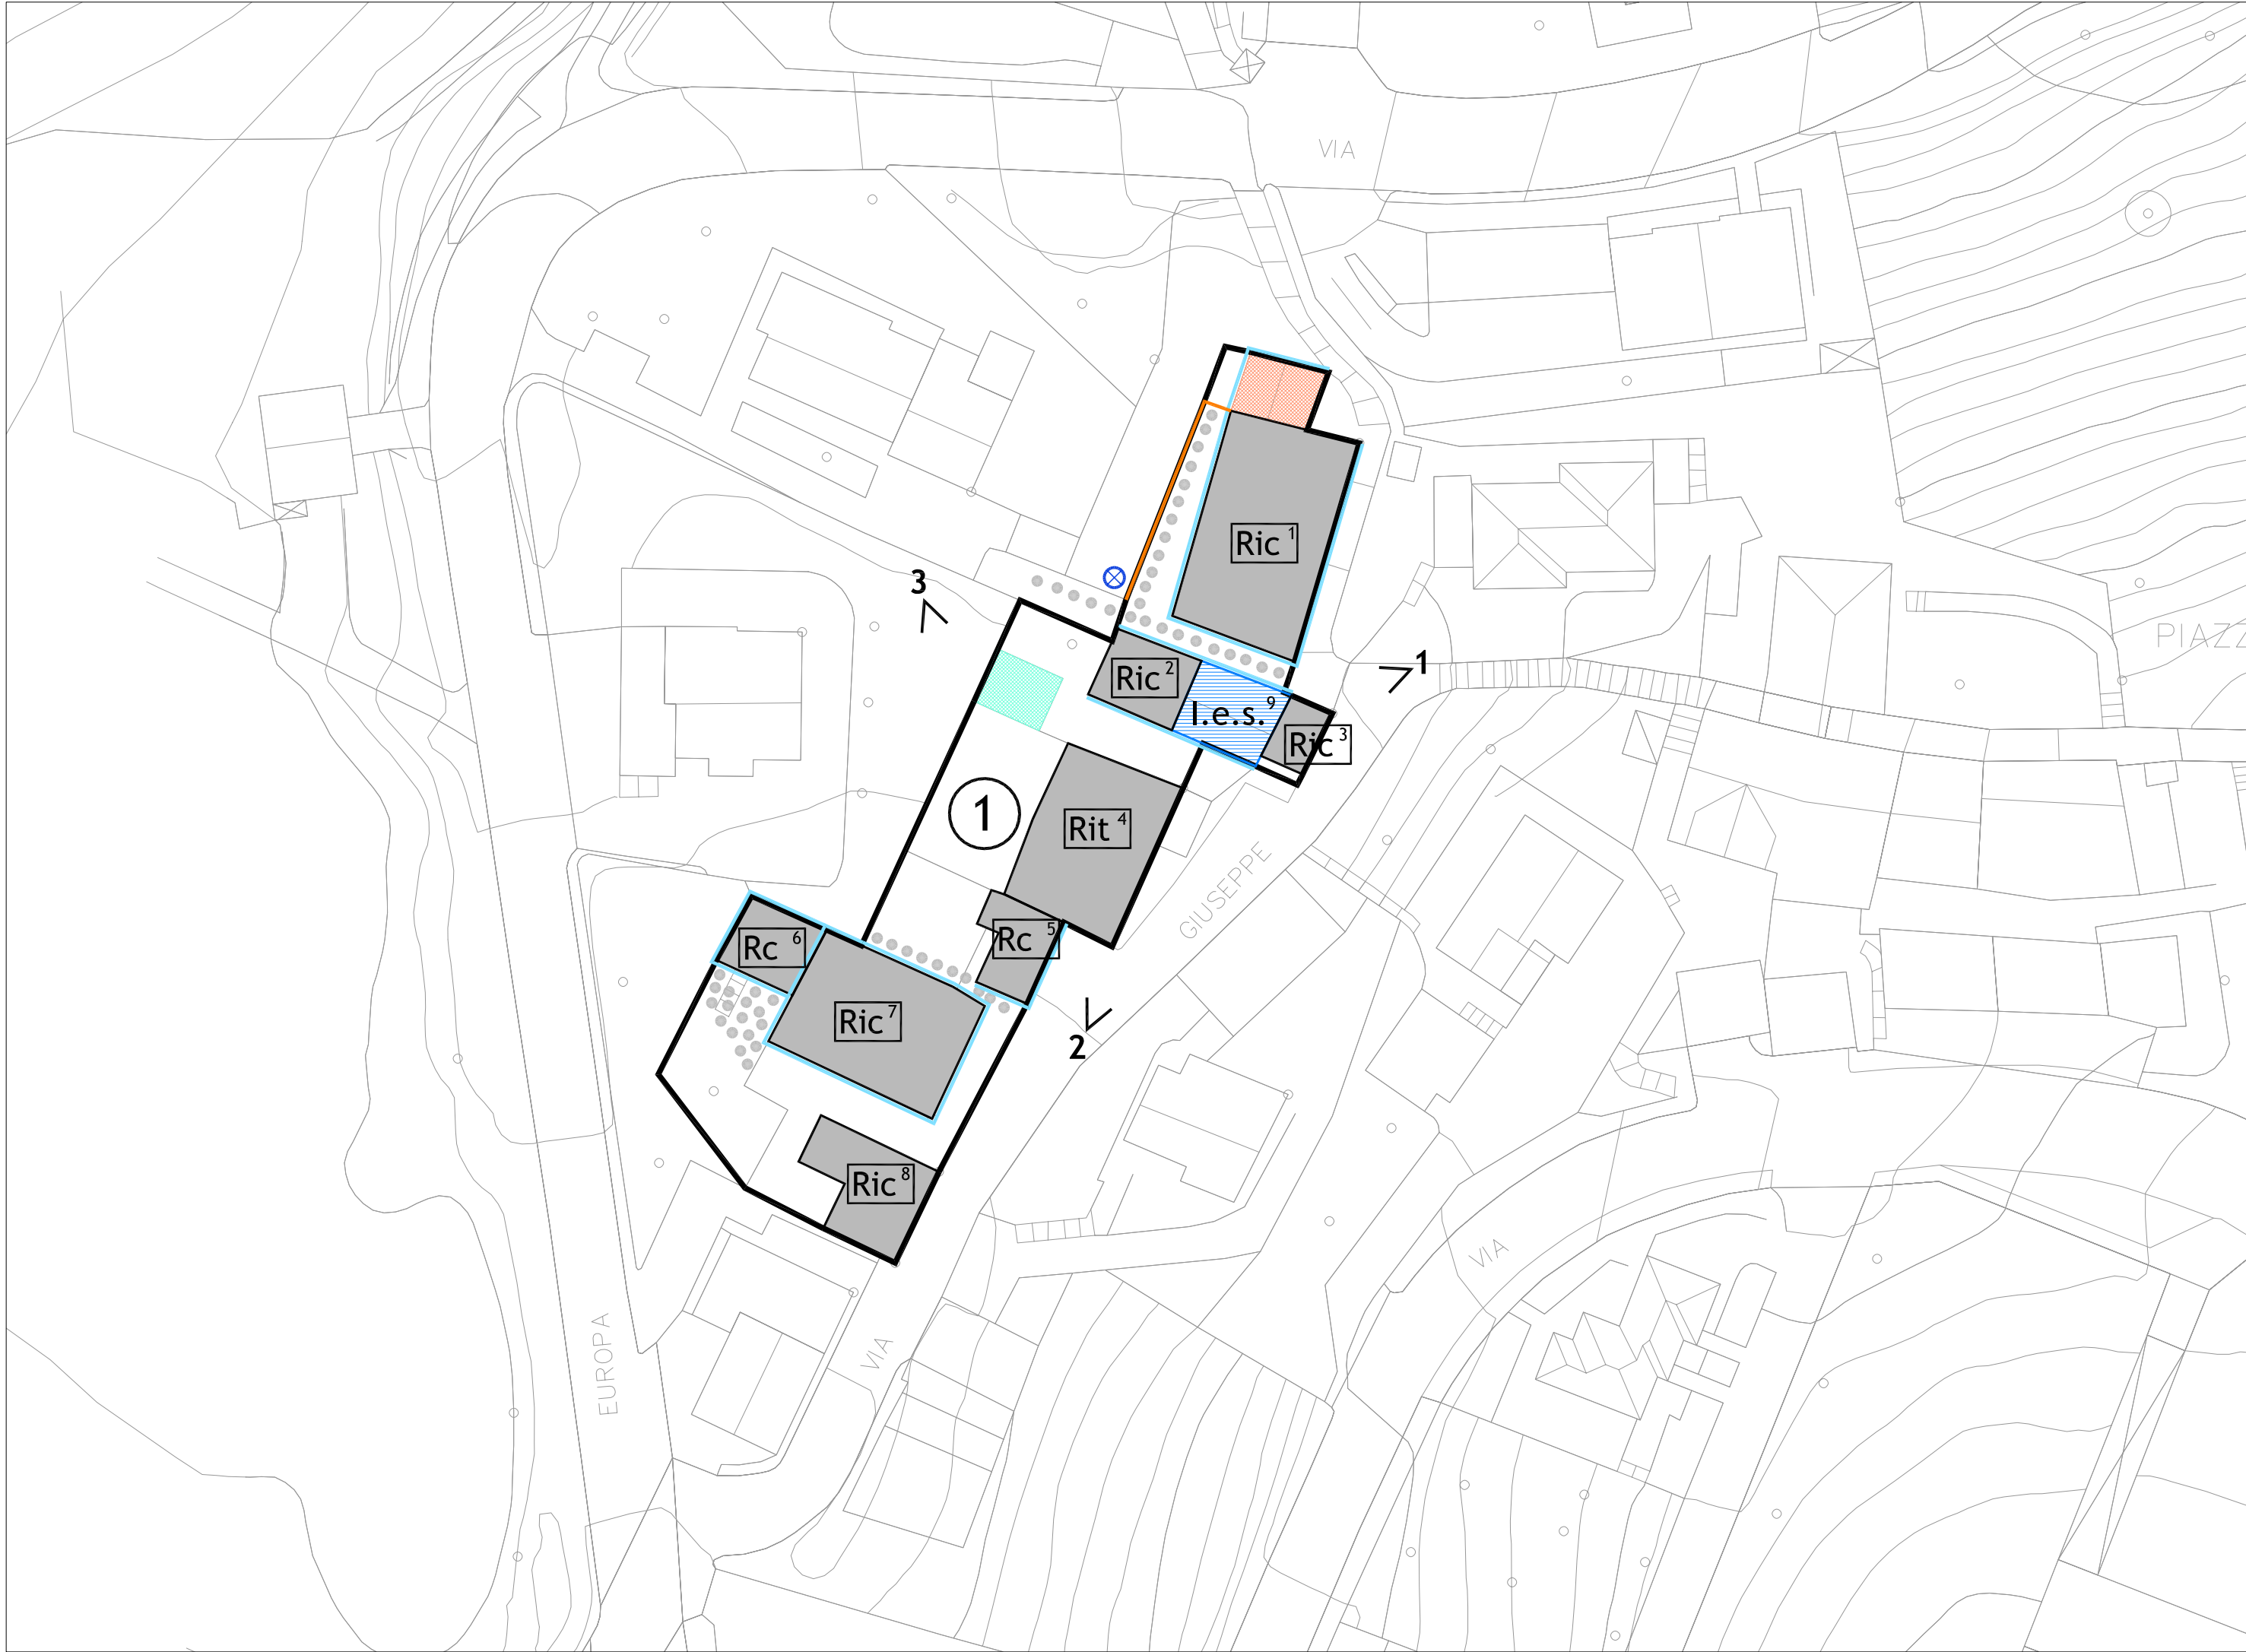 VIA
Ric 1
3
PIAZZ
1
Ric 2
I.e.s. 9
Ric 3
1
Rit 4
GIUSEPPE
Rc 5
Rc 6
Ric 7
2
Ric 8
VIA
EUROPA
VIA